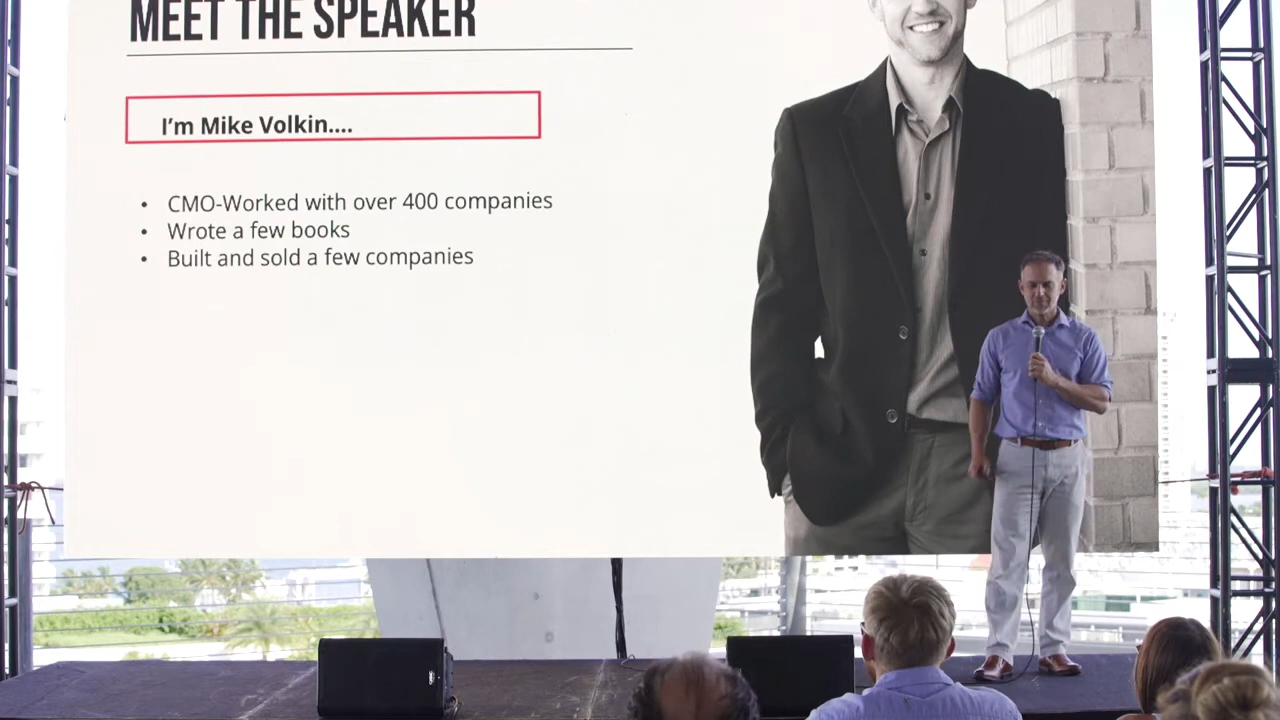 MEET THE SPEAKER
I'm Mike Volkin....
• CMO-Worked with over 400 companies
• Wrote a few books
• Built and sold a few companies